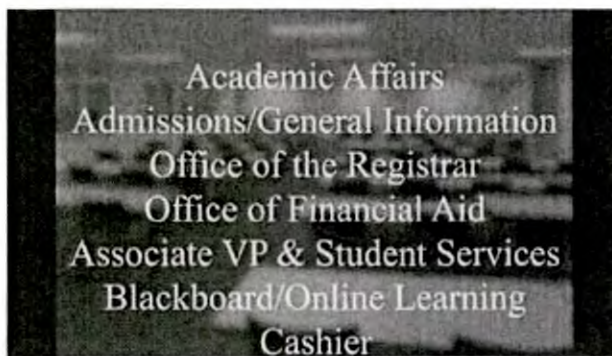 Academic Affairs
Admissions/General Information
Office of the Registrar
Office of Financial Aid
Associate VP & Student Services
Blackboard/Online Learning
Cashier